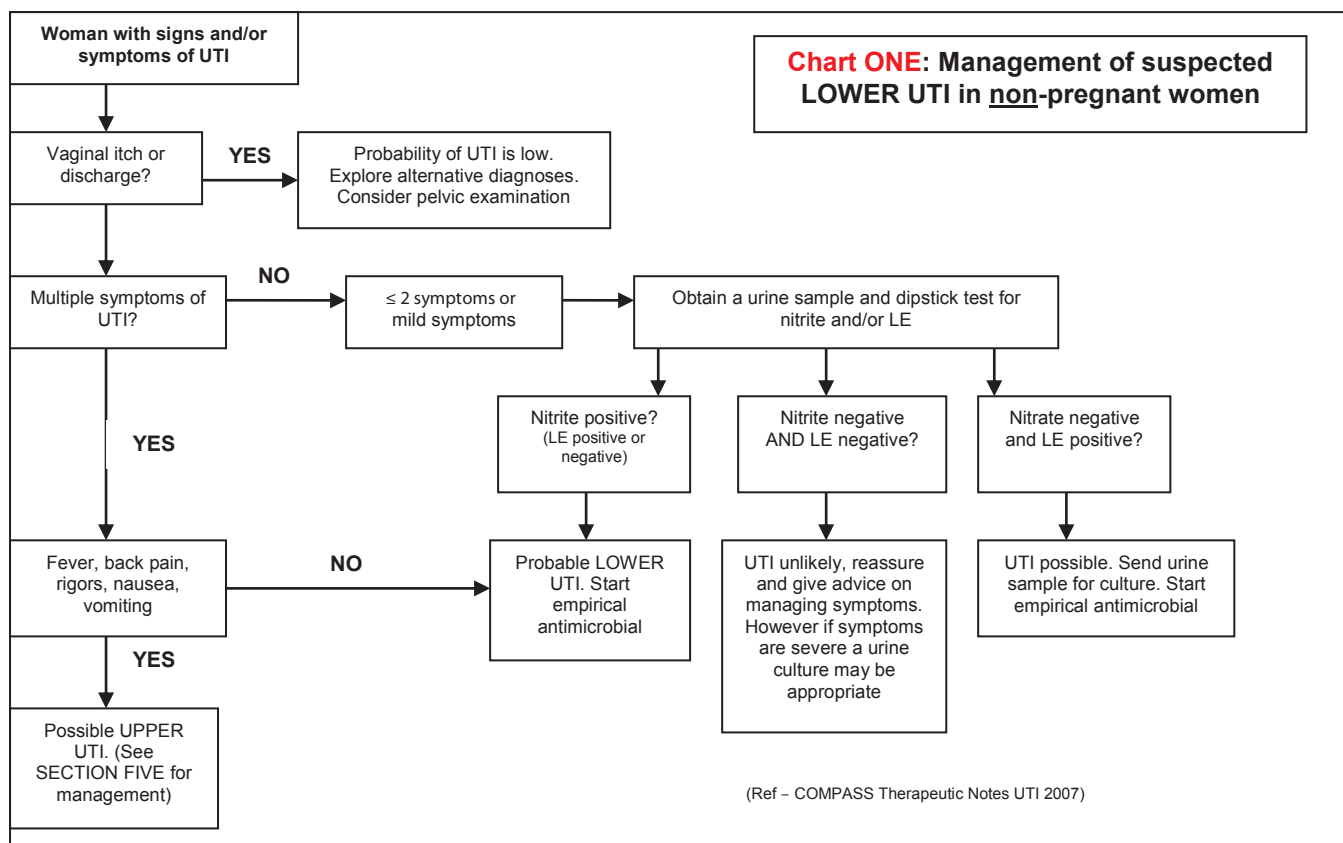 Woman with signs and/or
symptoms of UTI
Chart ONE: Management of suspected
LOWER UTI in non-pregnant women
Vaginal itch or
discharge?
YES
Probability of UTI is low.
Explore alternative diagnoses.
Consider pelvic examination
Multiple symptoms of
UTI?
NO
≤ 2 symptoms or
mild symptoms
Obtain a urine sample and dipstick test for
nitrite and/or LE
YES
Nitrite positive?
(LE positive or
negative)
Nitrite negative
AND LE negative?
Nitrate negative
and LE positive?
Fever, back pain,
rigors, nausea,
vomiting
NO
Probable LOWER
UTI. Start
empirical
antimicrobial
UTI unlikely, reassure
and give advice on
managing symptoms.
However if symptoms
are severe a urine
culture may be
appropriate
UTI possible. Send urine
sample for culture. Start
empirical antimicrobial
YES
Possible UPPER
UTI. (See
SECTION FIVE for
management)
(Ref – COMPASS Therapeutic Notes UTI 2007)